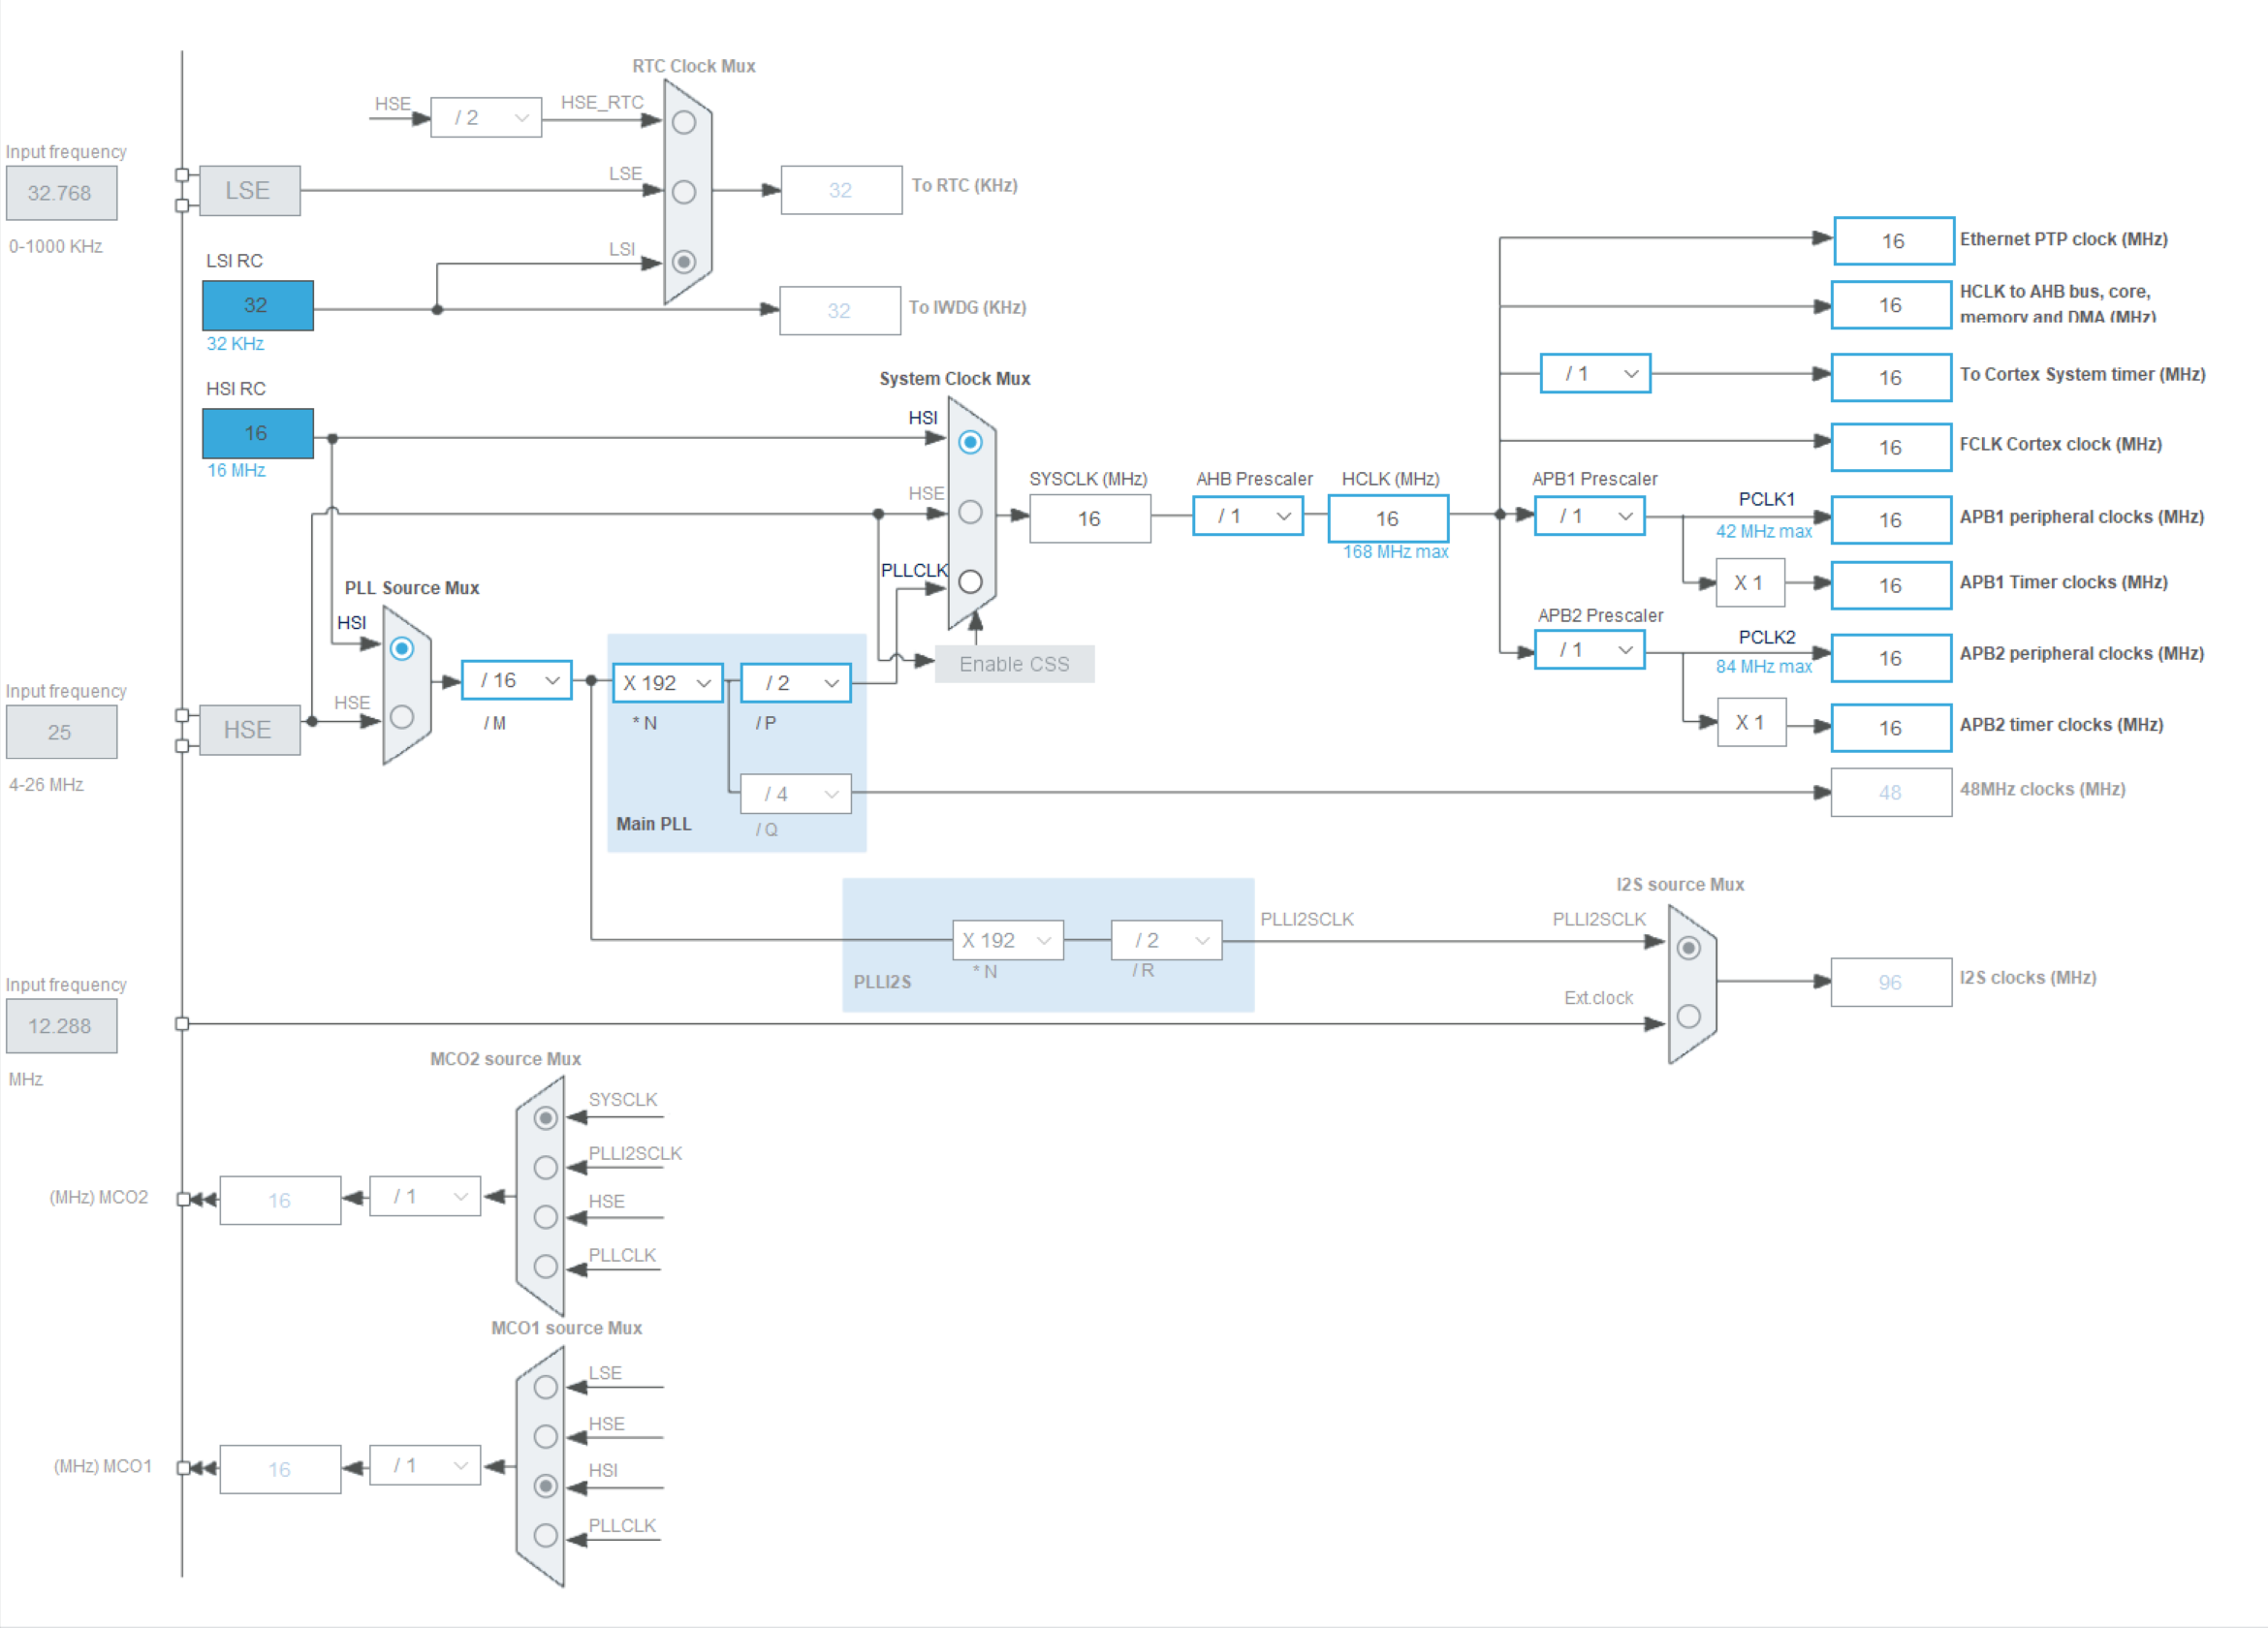 RTC Clock Mux
HSE
/ 2
HSE_RTC
Input frequency
32.768
0-1000 KHz
LSE
LSE
32
To RTC (KHz)
LSI RC
32
32 KHz
LSI
32
To IWDG (KHz)
HSI RC
16
16 MHz
System Clock Mux
HSI
HSE
PLLCLK
Enable CSS
SYSCLK (MHz)
16
AHB Prescaler
/ 1
HCLK (MHz)
16
168 MHz max
16
Ethernet PTP clock (MHz)
16
HCLK to AHB bus, core,
memory and DMA (MHz)
/ 1
16
To Cortex System timer (MHz)
16
FCLK Cortex clock (MHz)
APB1 Prescaler
/ 1
PCLK1
42 MHz max
16
APB1 peripheral clocks (MHz)
X 1
16
APB1 Timer clocks (MHz)
APB2 Prescaler
/ 1
PCLK2
84 MHz max
16
APB2 peripheral clocks (MHz)
X 1
16
APB2 timer clocks (MHz)
48
48MHz clocks (MHz)
PLL Source Mux
HSI
HSE
Input frequency
25
4-26 MHz
HSE
/ 16
/ M
X 192
* N
/ 2
/ P
/ 4
/ Q
Main PLL
X 192
* N
/ 2
/ R
PLLI2S
PLLI2SCLK
PLLI2SCLK
I2S source Mux
Ext.clock
96
I2S clocks (MHz)
Input frequency
12.288
MHz
MCO2 source Mux
SYSCLK
PLLI2SCLK
HSE
PLLCLK
(MHz) MCO2
16
/ 1
MCO1 source Mux
LSE
HSE
HSI
PLLCLK
(MHz) MCO1
16
/ 1